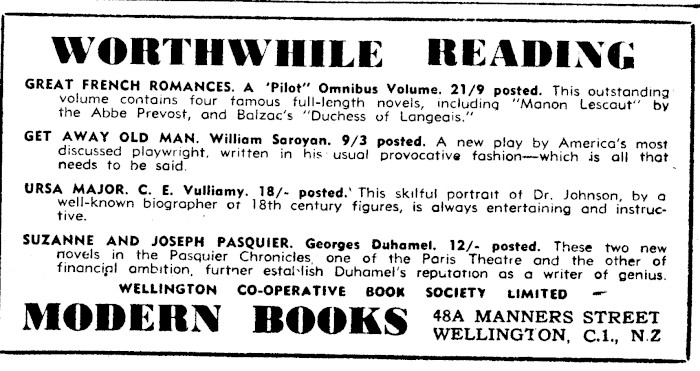 WORTHWHILE READING
GREAT FRENCH ROMANCES. A 'Pilot" Omnibus Volume. 21/9 posted. This outstanding
volume contains four famous full-length novels, including "Manon Lescaut" by
the Abbe Prevost, and Balzac's "Duchess of Langeais."
GET AWAY OLD MAN. William Saroyan. 9/3 posted. A new play by America's most
discussed playwright, written in his usual provocative fashion—which is all that
needs to be said.
URSA MAJOR. C. E. Vulliamy. 18/- posted. This skilful portrait of Dr. Johnson, by a
well-known biographer of 18th century figures, is always entertaining and instruc-
tive.
SUZANNE AND JOSEPH PASQUIER. Georges Duhamel. 12/- posted. These two new
novels in the Pasquier Chronicles, one of the Paris Theatre and the other of
financial ambition, further establish Duhamel's reputation as a writer of genius.
WELLINGTON CO-OPERATIVE BOOK SOCIETY LIMITED —
MODERN BOOKS
48A MANNERS STREET
WELLINGTON, C.1., N.Z